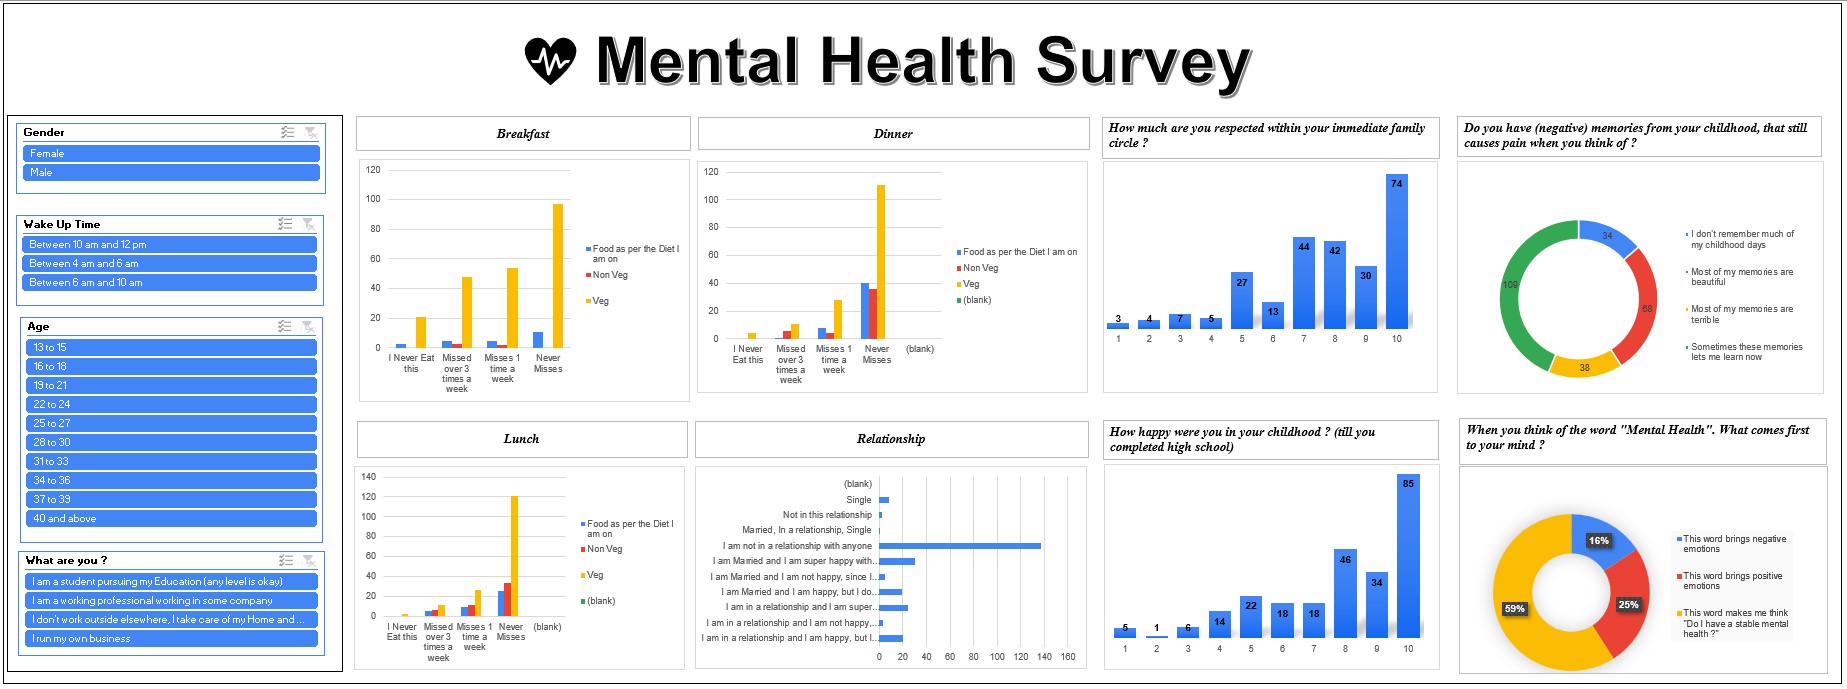 Mental Health Survey
Gender
Female
Male
Wake Up Time
Between 10 am and 12 pm
Between 4 am and 6 am
Between 6 am and 10 am
Age
13 to 15
16 to 18
19 to 21
22 to 24
25 to 27
28 to 30
31 to 33
34 to 36
37 to 39
40 and above
What are you ?
I am a student pursuing my Education (any level is okay)
I am a working professional working in some company
I don't work outside elsewhere, I take care of my Home and ...
I run my own business
Breakfast
120
100
80
60
40
20
0
I Never Eat
this
Missed
over 3
times a
week
Misses 1
time a
week
Never
Misses
Food as per the Diet I
am on
Non Veg
Veg
Dinner
120
100
80
60
40
20
0
I Never
Eat this
Missed
over 3
times a
week
Misses 1
time a
week
Never
Misses
(blank)
Food as per the Diet I am on
Non Veg
Veg
(blank)
How much are you respected within your immediate family
circle ?
3
4
7
5
27
13
44
42
30
74
1 2 3 4 5 6 7 8 9 10
Do you have (negative) memories from your childhood, that still
causes pain when you think of ?
34
68
38
109
I don't remember much of
my childhood days
Most of my memories are
beautiful
Most of my memories are
terrible
Sometimes these memories
lets me learn now
Lunch
140
120
100
80
60
40
20
0
I Never
Eat this
Missed
over 3
times a
week
Misses 1
time a
week
Never
Misses
(blank)
Food as per the Diet I
am on
Non Veg
Veg
(blank)
Relationship
(blank)
Single
Not in this relationship
Married, In a relationship, Single
I am not in a relationship with anyone
I am Married and I am super happy with...
I am Married and I am not happy, since I...
I am Married and I am happy, but I do...
I am in a relationship and I am super...
I am in a relationship and I am not happy,...
I am in a relationship and I am happy, but I...
0 20 40 60 80 100 120 140 160
How happy were you in your childhood ? (till you
completed high school)
5
1
6
14
22
18
18
46
34
85
1 2 3 4 5 6 7 8 9 10
When you think of the word "Mental Health". What comes first
to your mind ?
16%
25%
59%
This word brings negative
emotions
This word brings positive
emotions
This word makes me think
"Do I have a stable mental
health ?"